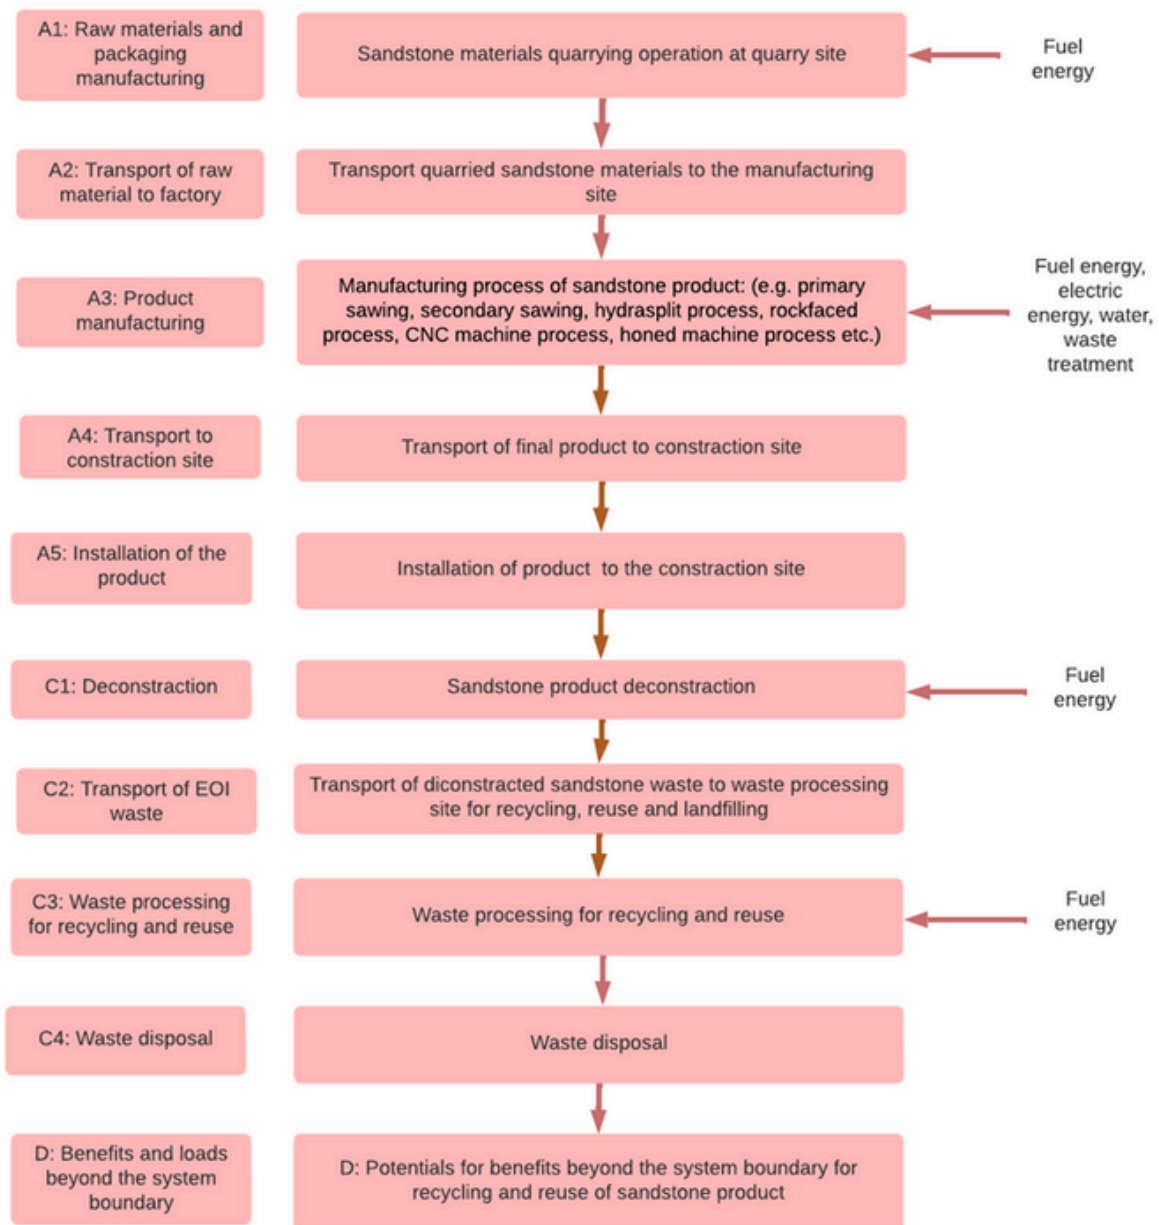 A1: Raw materials and
packaging
manufacturing
Sandstone materials quarrying operation at quarry site
Fuel
energy
A2: Transport of raw
material to factory
Transport quarried sandstone materials to the manufacturing
site
A3: Product
manufacturing
Manufacturing process of sandstone product: (e.g. primary
sawing, secondary sawing, hydrasplit process, rockfaced
process, CNC machine process, honed machine process etc.)
Fuel energy,
electric
energy, water,
waste
treatment
A4: Transport to
constraction site
Transport of final product to constraction site
A5: Installation of the
product
Installation of product  to the constraction site
C1: Deconstraction
Sandstone product deconstraction
Fuel
energy
C2: Transport of EOI
waste
Transport of diconstracted sandstone waste to waste processing
site for recycling, reuse and landfilling
C3: Waste processing
for recycling and reuse
Waste processing for recycling and reuse
Fuel
energy
C4: Waste disposal
Waste disposal
D: Benefits and loads
beyond the system
boundary
D: Potentials for benefits beyond the system boundary for
recycling and reuse of sandstone product